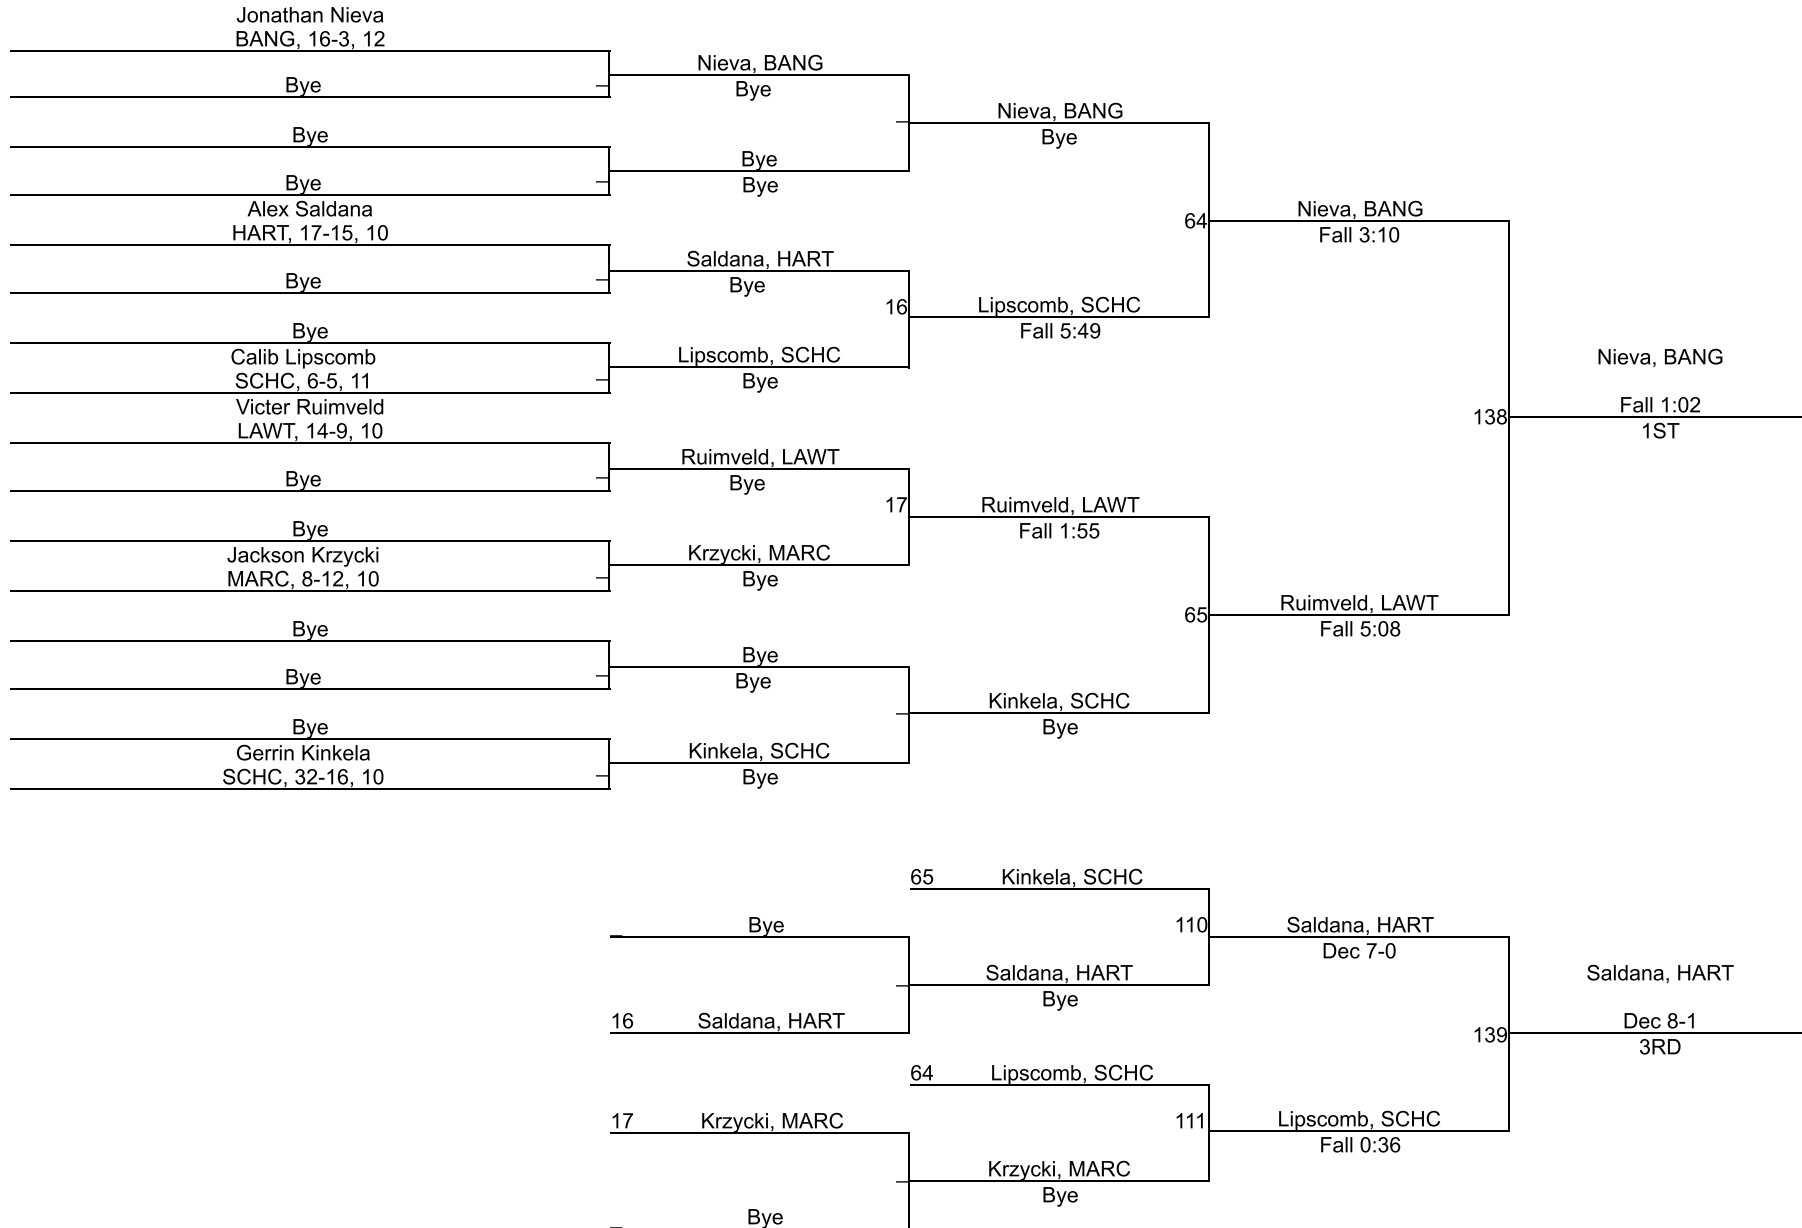 Jonathan Nieva
BANG, 16-3, 12
Bye
Bye
Bye
Alex Saldana
HART, 17-15, 10
Bye
Bye
Calib Lipscomb
SCHC, 6-5, 11
Victer Ruimveld
LAWT, 14-9, 10
Bye
Bye
Jackson Krzycki
MARC, 8-12, 10
Bye
Bye
Bye
Gerrin Kinkela
SCHC, 32-16, 10
Nieva, BANG
Bye
Bye
Bye
Saldana, HART
Bye
16
Lipscomb, SCHC
Bye
Ruimveld, LAWT
Bye
17
Krzycki, MARC
Bye
Bye
Bye
Kinkela, SCHC
Bye
Nieva, BANG
Bye
64
Lipscomb, SCHC
Fall 5:49
Ruimveld, LAWT
Fall 1:55
65
Kinkela, SCHC
Bye
Nieva, BANG
Fall 3:10
138
Ruimveld, LAWT
Fall 5:08
Nieva, BANG
Fall 1:02
1ST
Bye
16 Saldana, HART
17 Krzycki, MARC
Bye
65 Kinkela, SCHC
110
Saldana, HART
Bye
64 Lipscomb, SCHC
111
Krzycki, MARC
Bye
Saldana, HART
Dec 7-0
139
Lipscomb, SCHC
Fall 0:36
Saldana, HART
Dec 8-1
3RD